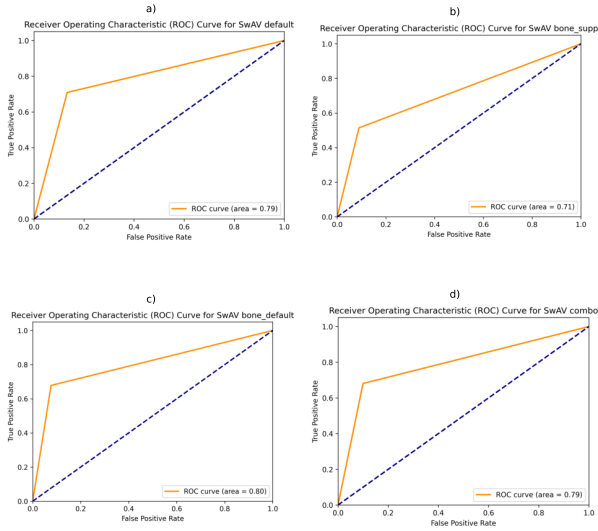 a)
Receiver Operating Characteristic (ROC) Curve for SwAV default
1.0
0.8
0.6
0.4
0.2
0.0
True Positive Rate
ROC curve (area = 0.79)
0.0 0.2 0.4 0.6 0.8 1.0
False Positive Rate
b)
Receiver Operating Characteristic (ROC) Curve for SwAV bone_supp
1.0
0.8
0.6
0.4
0.2
0.0
True Positive Rate
ROC curve (area = 0.71)
0.0 0.2 0.4 0.6 0.8 1.0
False Positive Rate
c)
Receiver Operating Characteristic (ROC) Curve for SwAV bone_default
1.0
0.8
0.6
0.4
0.2
0.0
True Positive Rate
ROC curve (area = 0.80)
0.0 0.2 0.4 0.6 0.8 1.0
False Positive Rate
d)
Receiver Operating Characteristic (ROC) Curve for SwAV combo
1.0
0.8
0.6
0.4
0.2
0.0
True Positive Rate
ROC curve (area = 0.79)
0.0 0.2 0.4 0.6 0.8 1.0
False Positive Rate